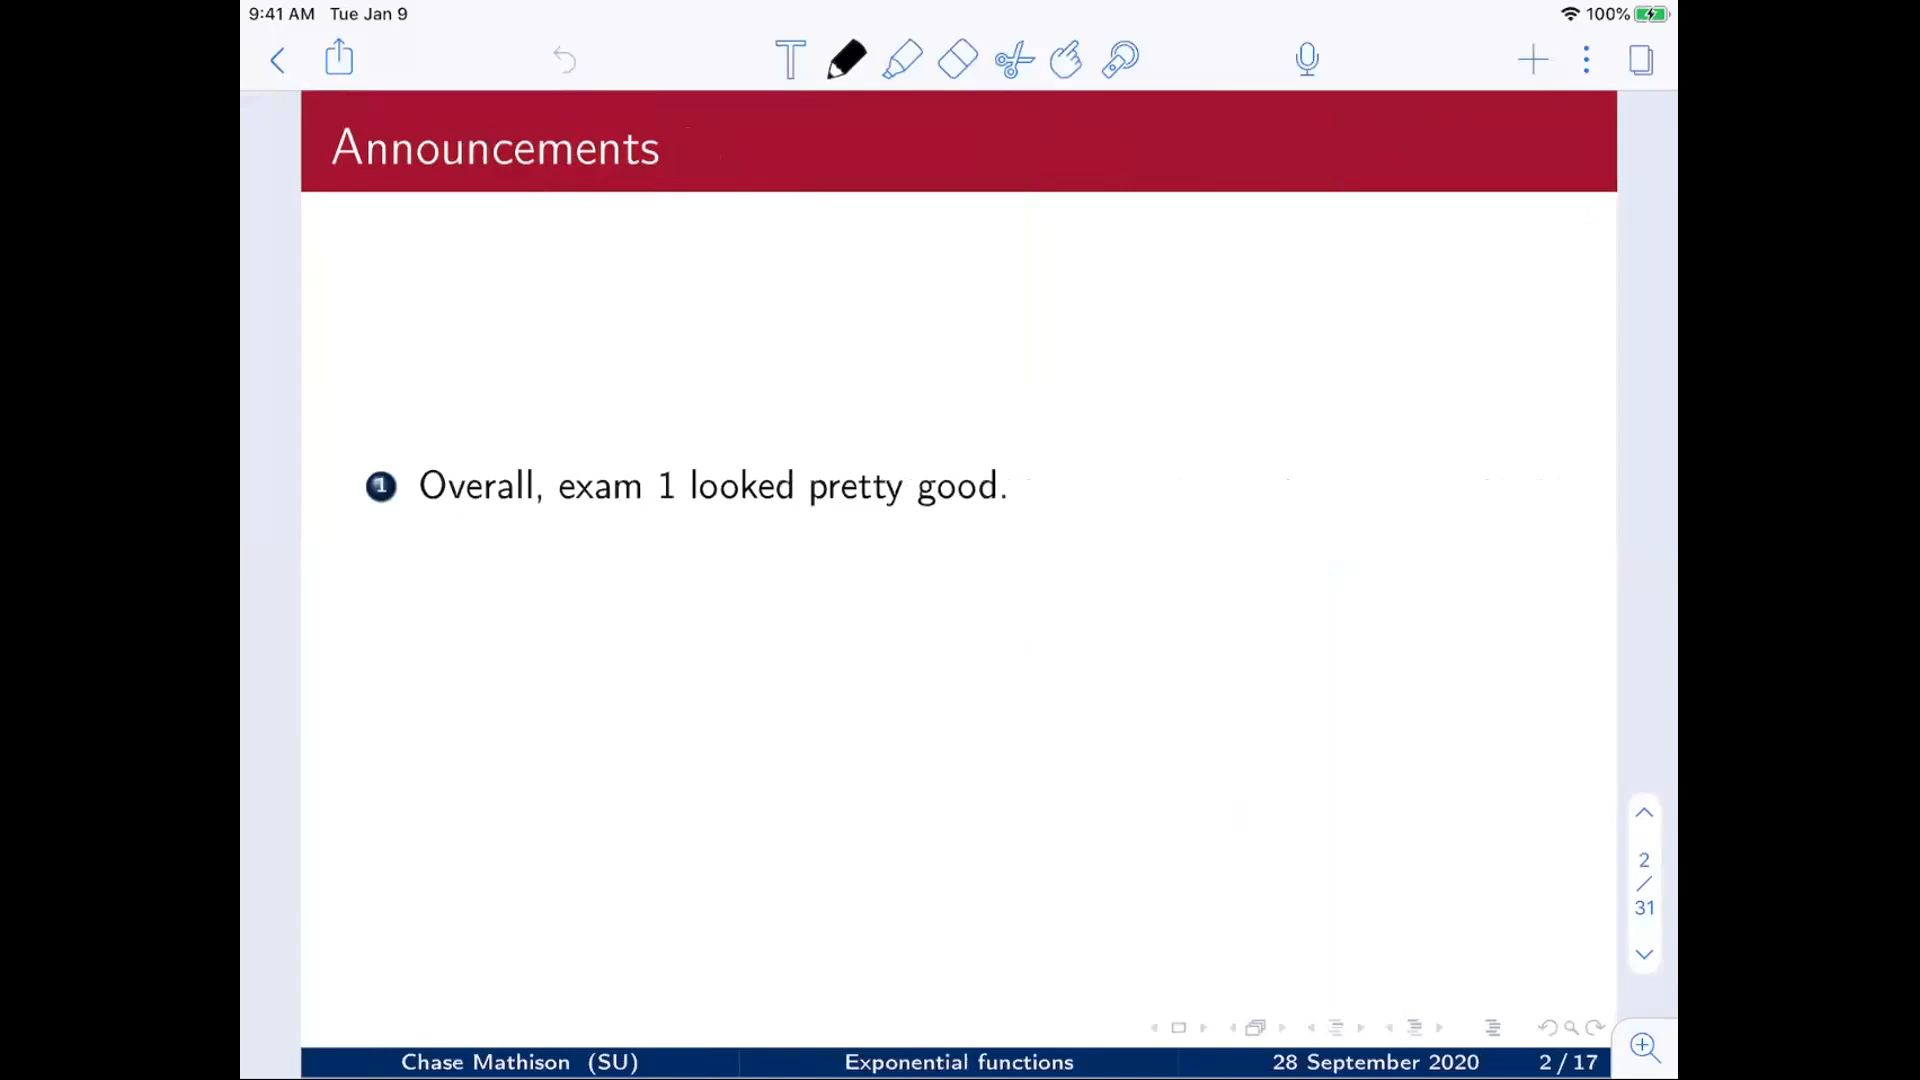 9:41 AM Tue Jan 9 100%
T
Announcements
1 Overall, exam 1 looked pretty good.
2
/
31
Chase Mathison (SU) Exponential functions 28 September 2020 2 / 17